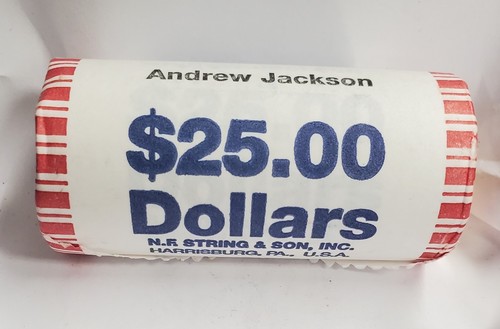 Andrew Jackson
$25.00
Dollars
N.F. STRING & SON, INC.
HARRISBURG, PA., U.S.A.